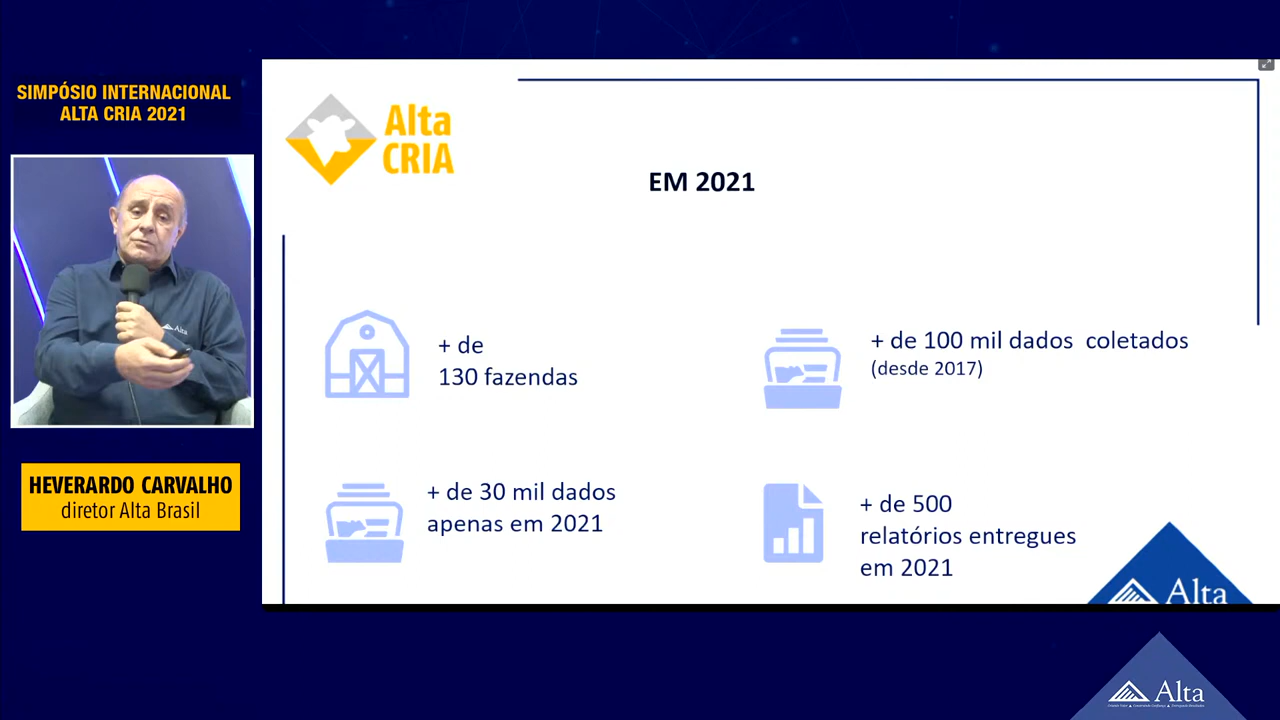 SIMPÓSIO INTERNACIONAL
ALTA CRIA 2021
Alta
HEVERARDO CARVALHO
diretor Alta Brasil
Alta
CRIA
EM 2021
+ de
130 fazendas
+ de 100 mil dados coletados
(desde 2017)
+ de 30 mil dados
apenas em 2021
+ de 500
relatórios entregues
em 2021
Alta
Alta